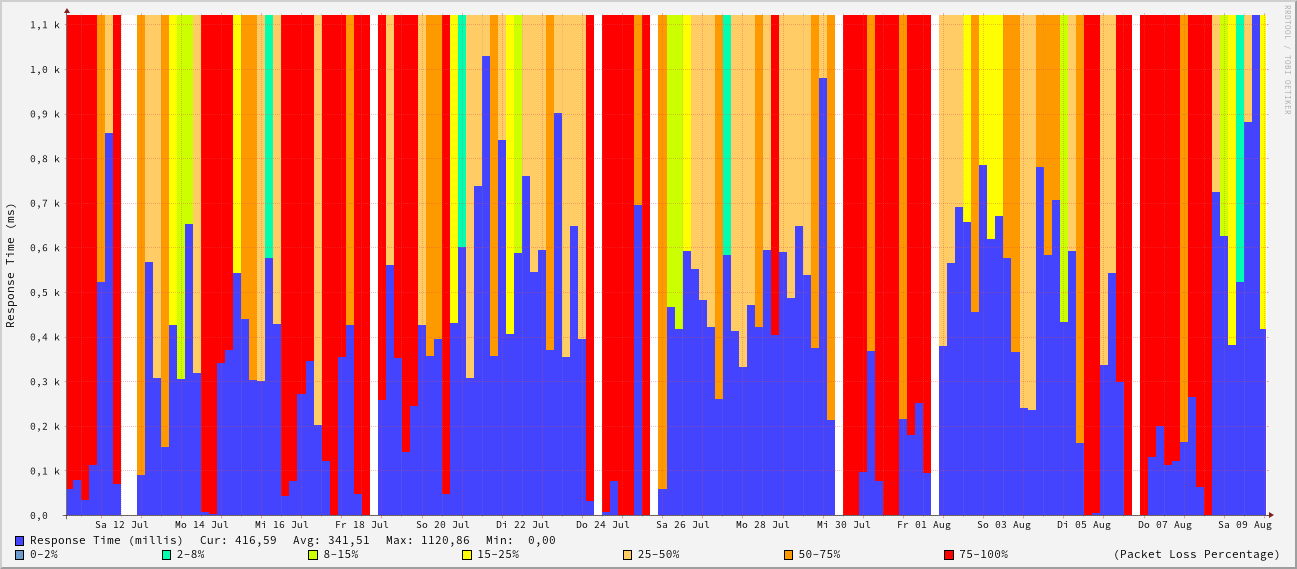 RRDTOOL / TOBI OETIKER
Response Time (ms)
1,1 k
1,0 k
0,9 k
0,8 k
0,7 k
0,6 k
0,5 k
0,4 k
0,3 k
0,2 k
0,1 k
0,0
Sa 12 Jul Mo 14 Jul Mi 16 Jul Fr 18 Jul So 20 Jul Di 22 Jul Do 24 Jul Sa 26 Jul Mo 28 Jul Mi 30 Jul Fr 01 Aug So 03 Aug Di 05 Aug Do 07 Aug Sa 09 Aug
Response Time (millis) Cur: 416,59 Avg: 341,51 Max: 1120,86 Min: 0,00
0-2% 2-8% 8-15% 15-25% 25-50% 50-75% 75-100% (Packet Loss Percentage)